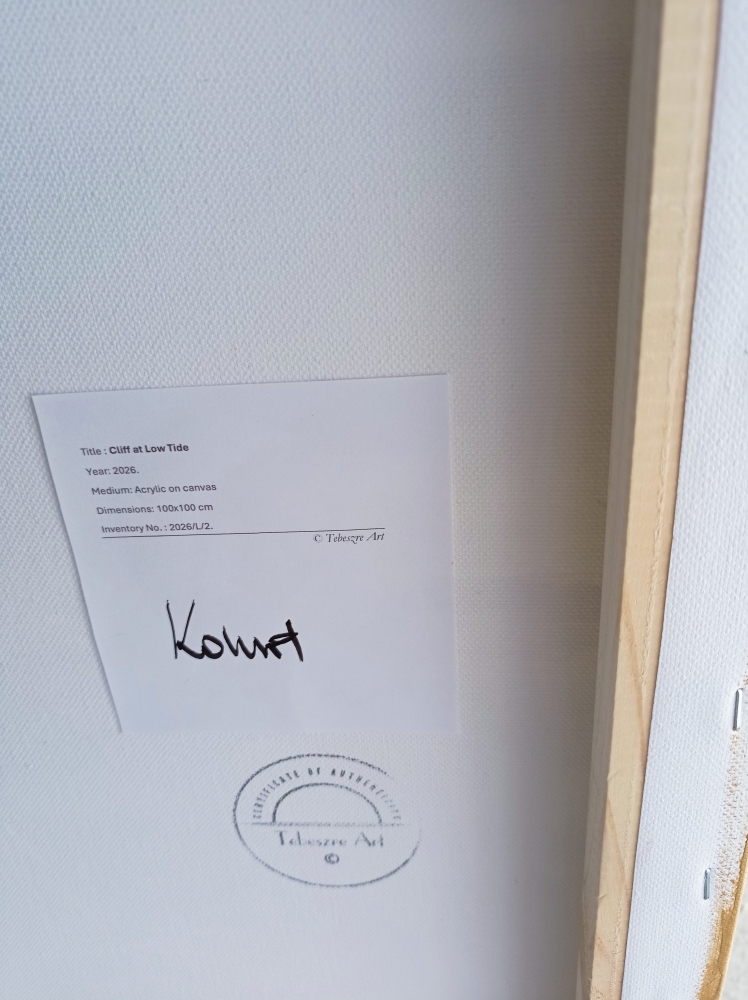 Title : Cliff at Low Tide
Year: 2026.
Medium: Acrylic on canvas
Dimensions: 100x100 cm
Inventory No. : 2026/L/2.
© Tebeszre Art
CERTIFICATE OF AUTHENTICITY
Tebeszre Art
©